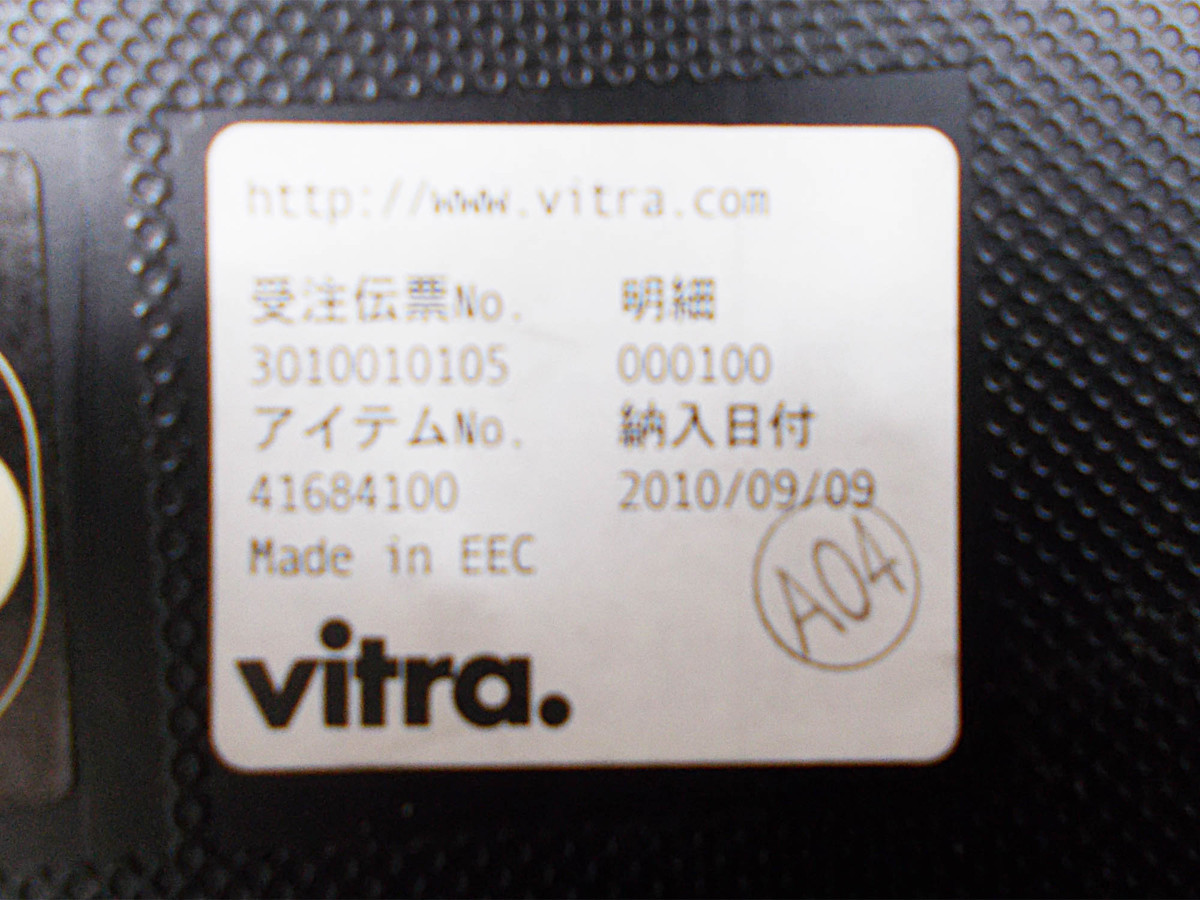 http://www.vitra.com
受注伝票No. 明細
3010010105 000100
アイテムNo. 納入日付
41684100 2010/09/09
Made in EEC
A04
vitra.